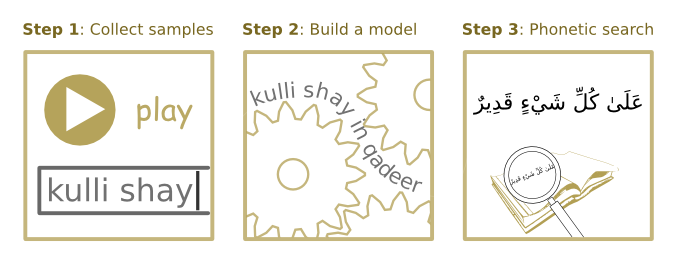 Step 1: Collect samples
play
kulli shay
Step 2: Build a model
kulli shay in qadeer
Step 3: Phonetic search
عَلَىٰ كُلِّ شَيْءٍ قَدِيرٌ
عَلَىٰ كُلِّ شَيْءٍ قَدِيرٌ